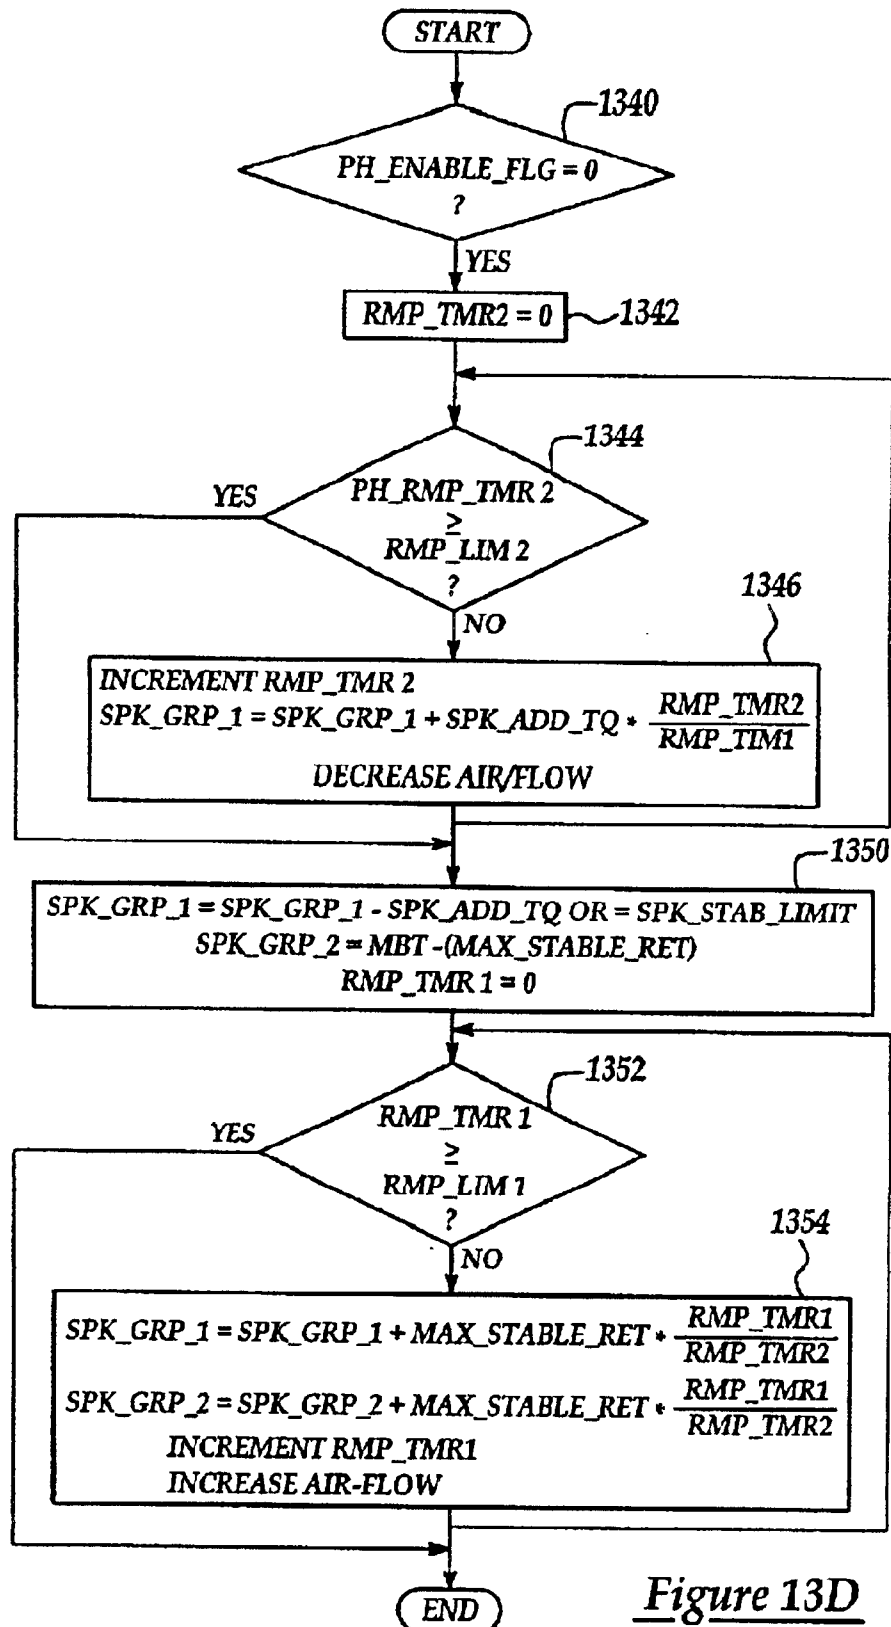 START
1340
PH_ENABLE_FLG = 0
?
YES
RMP_TMR2 = 0
1342
1344
YES
PH_RMP_TMR 2
≥
RMP_LIM 2
?
NO
1346
INCREMENT RMP_TMR 2
SPK_GRP_1 = SPK_GRP_1 + SPK_ADD_TQ * RMP_TMR2 / RMP_TIM1
DECREASE AIR/FLOW
1350
SPK_GRP_1 = SPK_GRP_1 - SPK_ADD_TQ OR = SPK_STAB_LIMIT
SPK_GRP_2 = MBT -(MAX_STABLE_RET)
RMP_TMR 1 = 0
1352
YES
RMP_TMR 1
≥
RMP_LIM 1
?
NO
1354
SPK_GRP_1 = SPK_GRP_1 + MAX_STABLE_RET * RMP_TMR1 / RMP_TMR2
SPK_GRP_2 = SPK_GRP_2 + MAX_STABLE_RET * RMP_TMR1 / RMP_TMR2
INCREMENT RMP_TMR1
INCREASE AIR-FLOW
END
Figure 13D